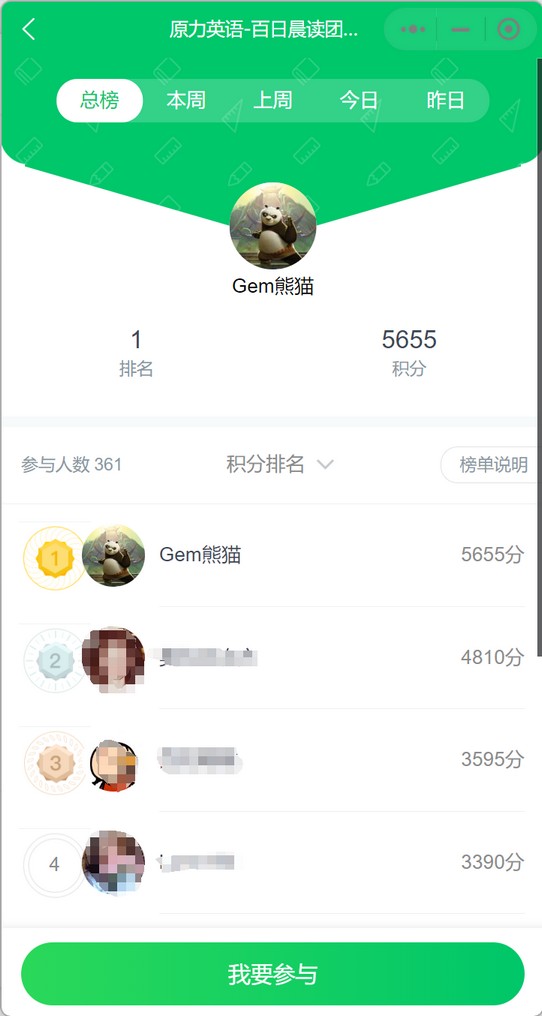 原力英语-百日晨读团...
总榜 本周 上周 今日 昨日
Gem熊猫
1 5655
排名 积分
参与人数 361 积分排名 榜单说明
1 Gem熊猫 5655分
2 4810分
3 3595分
4 3390分
我要参与